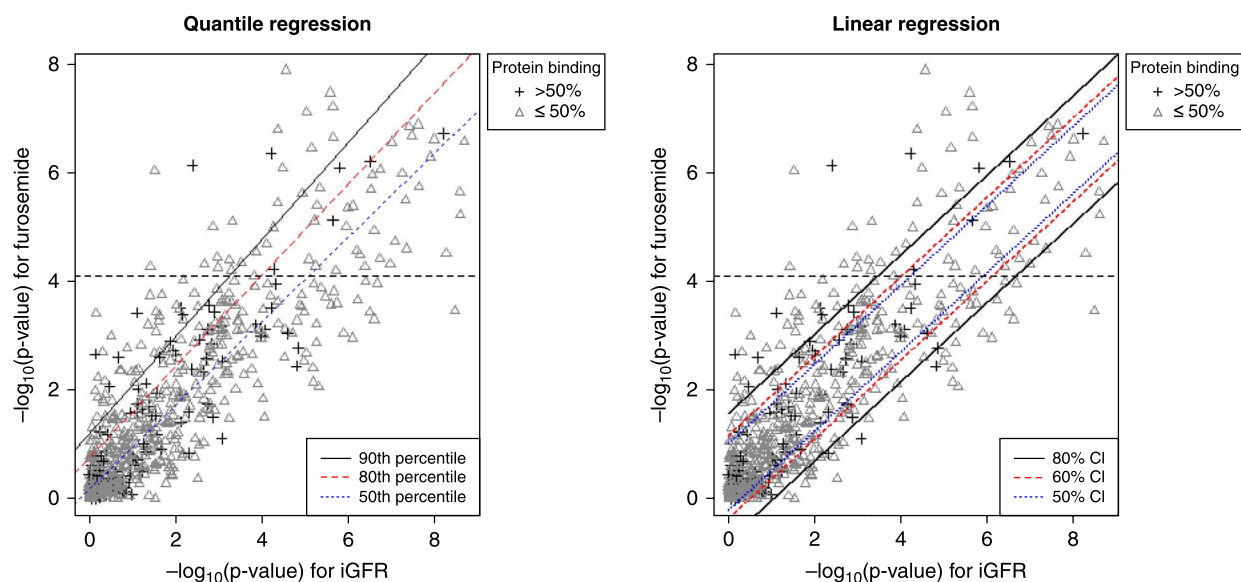 Quantile regression
8
6
4
2
0
0 2 4 6 8
–log10(p-value) for furosemide
–log10(p-value) for iGFR
Protein binding
+ >50%
△ ≤ 50%
90th percentile
80th percentile
50th percentile
Linear regression
8
6
4
2
0
0 2 4 6 8
–log10(p-value) for furosemide
–log10(p-value) for iGFR
Protein binding
+ >50%
△ ≤ 50%
80% CI
60% CI
50% CI